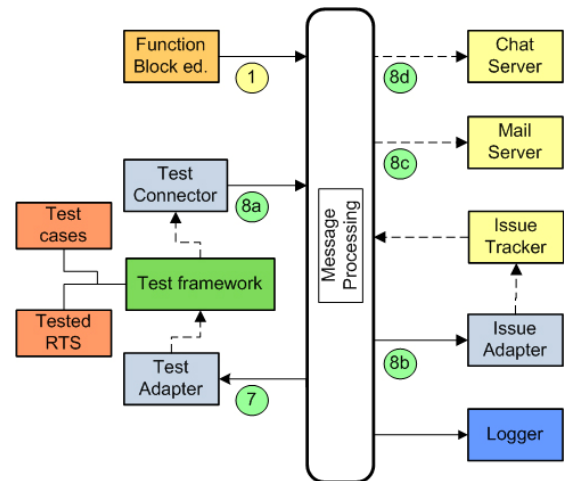 Function
Block ed.
1
8d
Chat
Server
Mail
Server
8c
Test
Connector
8a
Message
Processing
Test
cases
Issue
Tracker
Test framework
Tested
RTS
Issue
Adapter
8b
Test
Adapter
7
Logger